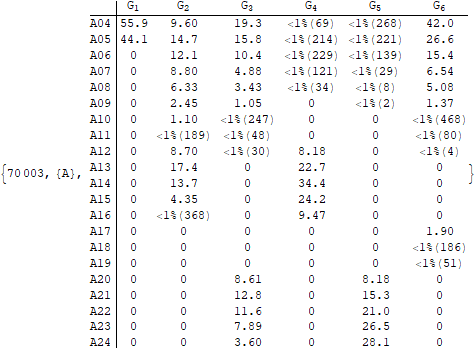 G1 G2 G3 G4 G5 G6
A04 55.9 9.60 19.3 <1%(69) <1%(268) 42.0
A05 44.1 14.7 15.8 <1%(214) <1%(221) 26.6
A06 0 12.1 10.4 <1%(229) <1%(139) 15.4
A07 0 8.80 4.88 <1%(121) <1%(29) 6.54
A08 0 6.33 3.43 <1%(34) <1%(8) 5.08
A09 0 2.45 1.05 0 <1%(2) 1.37
A10 0 1.10 <1%(247) 0 0 <1%(468)
A11 0 <1%(189) <1%(48) 0 0 <1%(80)
A12 0 8.70 <1%(30) 8.18 0 <1%(4)
{70003, {A}, A13 0 17.4 0 22.7 0 0 }
A14 0 13.7 0 34.4 0 0
A15 0 4.35 0 24.2 0 0
A16 0 <1%(368) 0 9.47 0 0
A17 0 0 0 0 0 1.90
A18 0 0 0 0 0 <1%(186)
A19 0 0 0 0 0 <1%(51)
A20 0 0 8.61 0 8.18 0
A21 0 0 12.8 0 15.3 0
A22 0 0 11.6 0 21.0 0
A23 0 0 7.89 0 26.5 0
A24 0 0 3.60 0 28.1 0